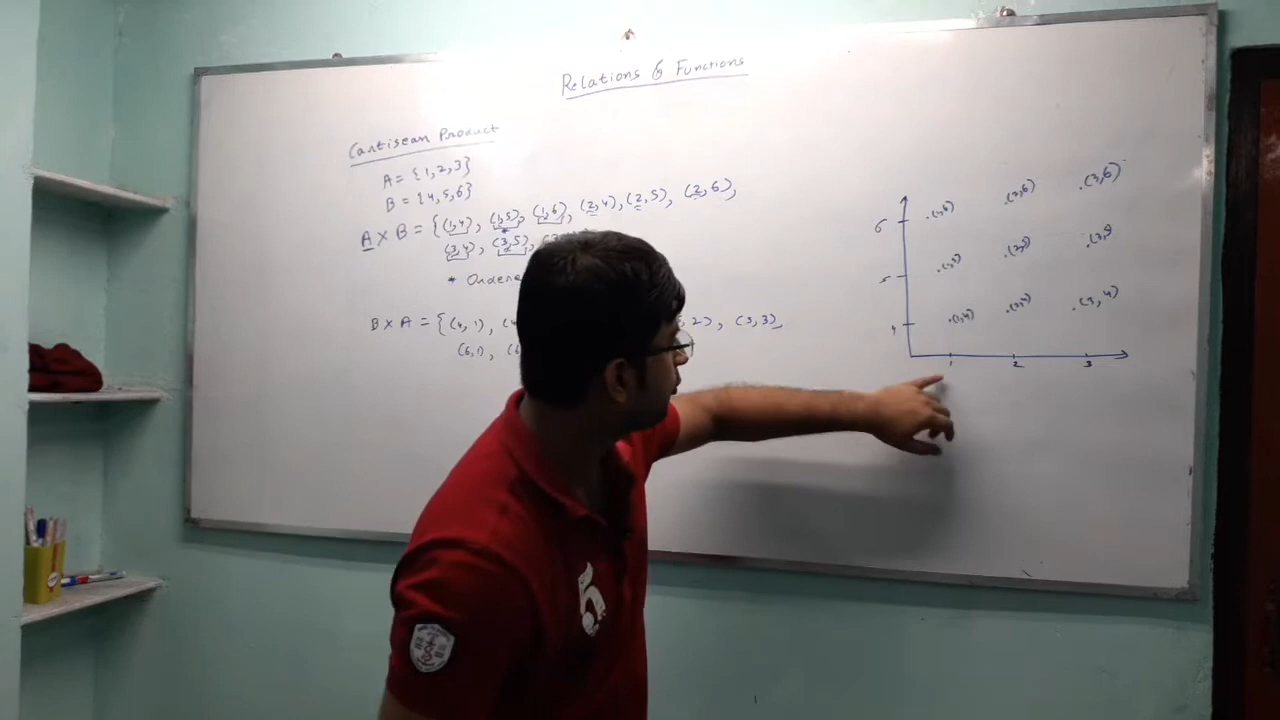 Relations & Functions
Cartisean Product
A = {1,2,3}
B = {4,5,6}
A × B = {(1,4), (1,5), (1,6), (2,4), (2,5), (2,6),
(3,4), (3,5),
* Ordere
B × A = {(4,1), (4 , 2), (5,3),
(6,1), (6
6 .(1,6) .(2,6) .(3,6)
5 .(1,5) .(2,5) .(3,5)
4 .(1,4) .(2,4) .(3,4)
1 2 3